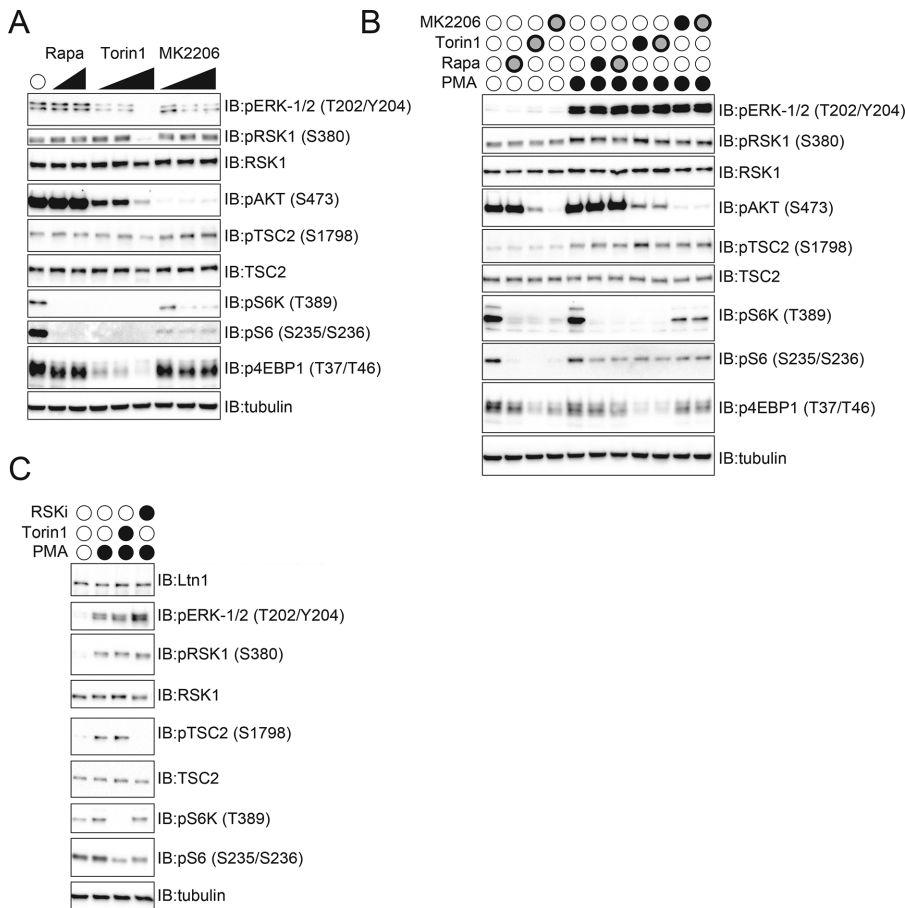 A
Rapa Torin1 MK2206
IB:pERK-1/2 (T202/Y204)
IB:pRSK1 (S380)
IB:RSK1
IB:pAKT (S473)
IB:pTSC2 (S1798)
IB:TSC2
IB:pS6K (T389)
IB:pS6 (S235/S236)
IB:p4EBP1 (T37/T46)
IB:tubulin
B
MK2206
Torin1
Rapa
PMA
IB:pERK-1/2 (T202/Y204)
IB:pRSK1 (S380)
IB:RSK1
IB:pAKT (S473)
IB:pTSC2 (S1798)
IB:TSC2
IB:pS6K (T389)
IB:pS6 (S235/S236)
IB:p4EBP1 (T37/T46)
IB:tubulin
C
RSKi
Torin1
PMA
IB:Ltn1
IB:pERK-1/2 (T202/Y204)
IB:pRSK1 (S380)
IB:RSK1
IB:pTSC2 (S1798)
IB:TSC2
IB:pS6K (T389)
IB:pS6 (S235/S236)
IB:tubulin